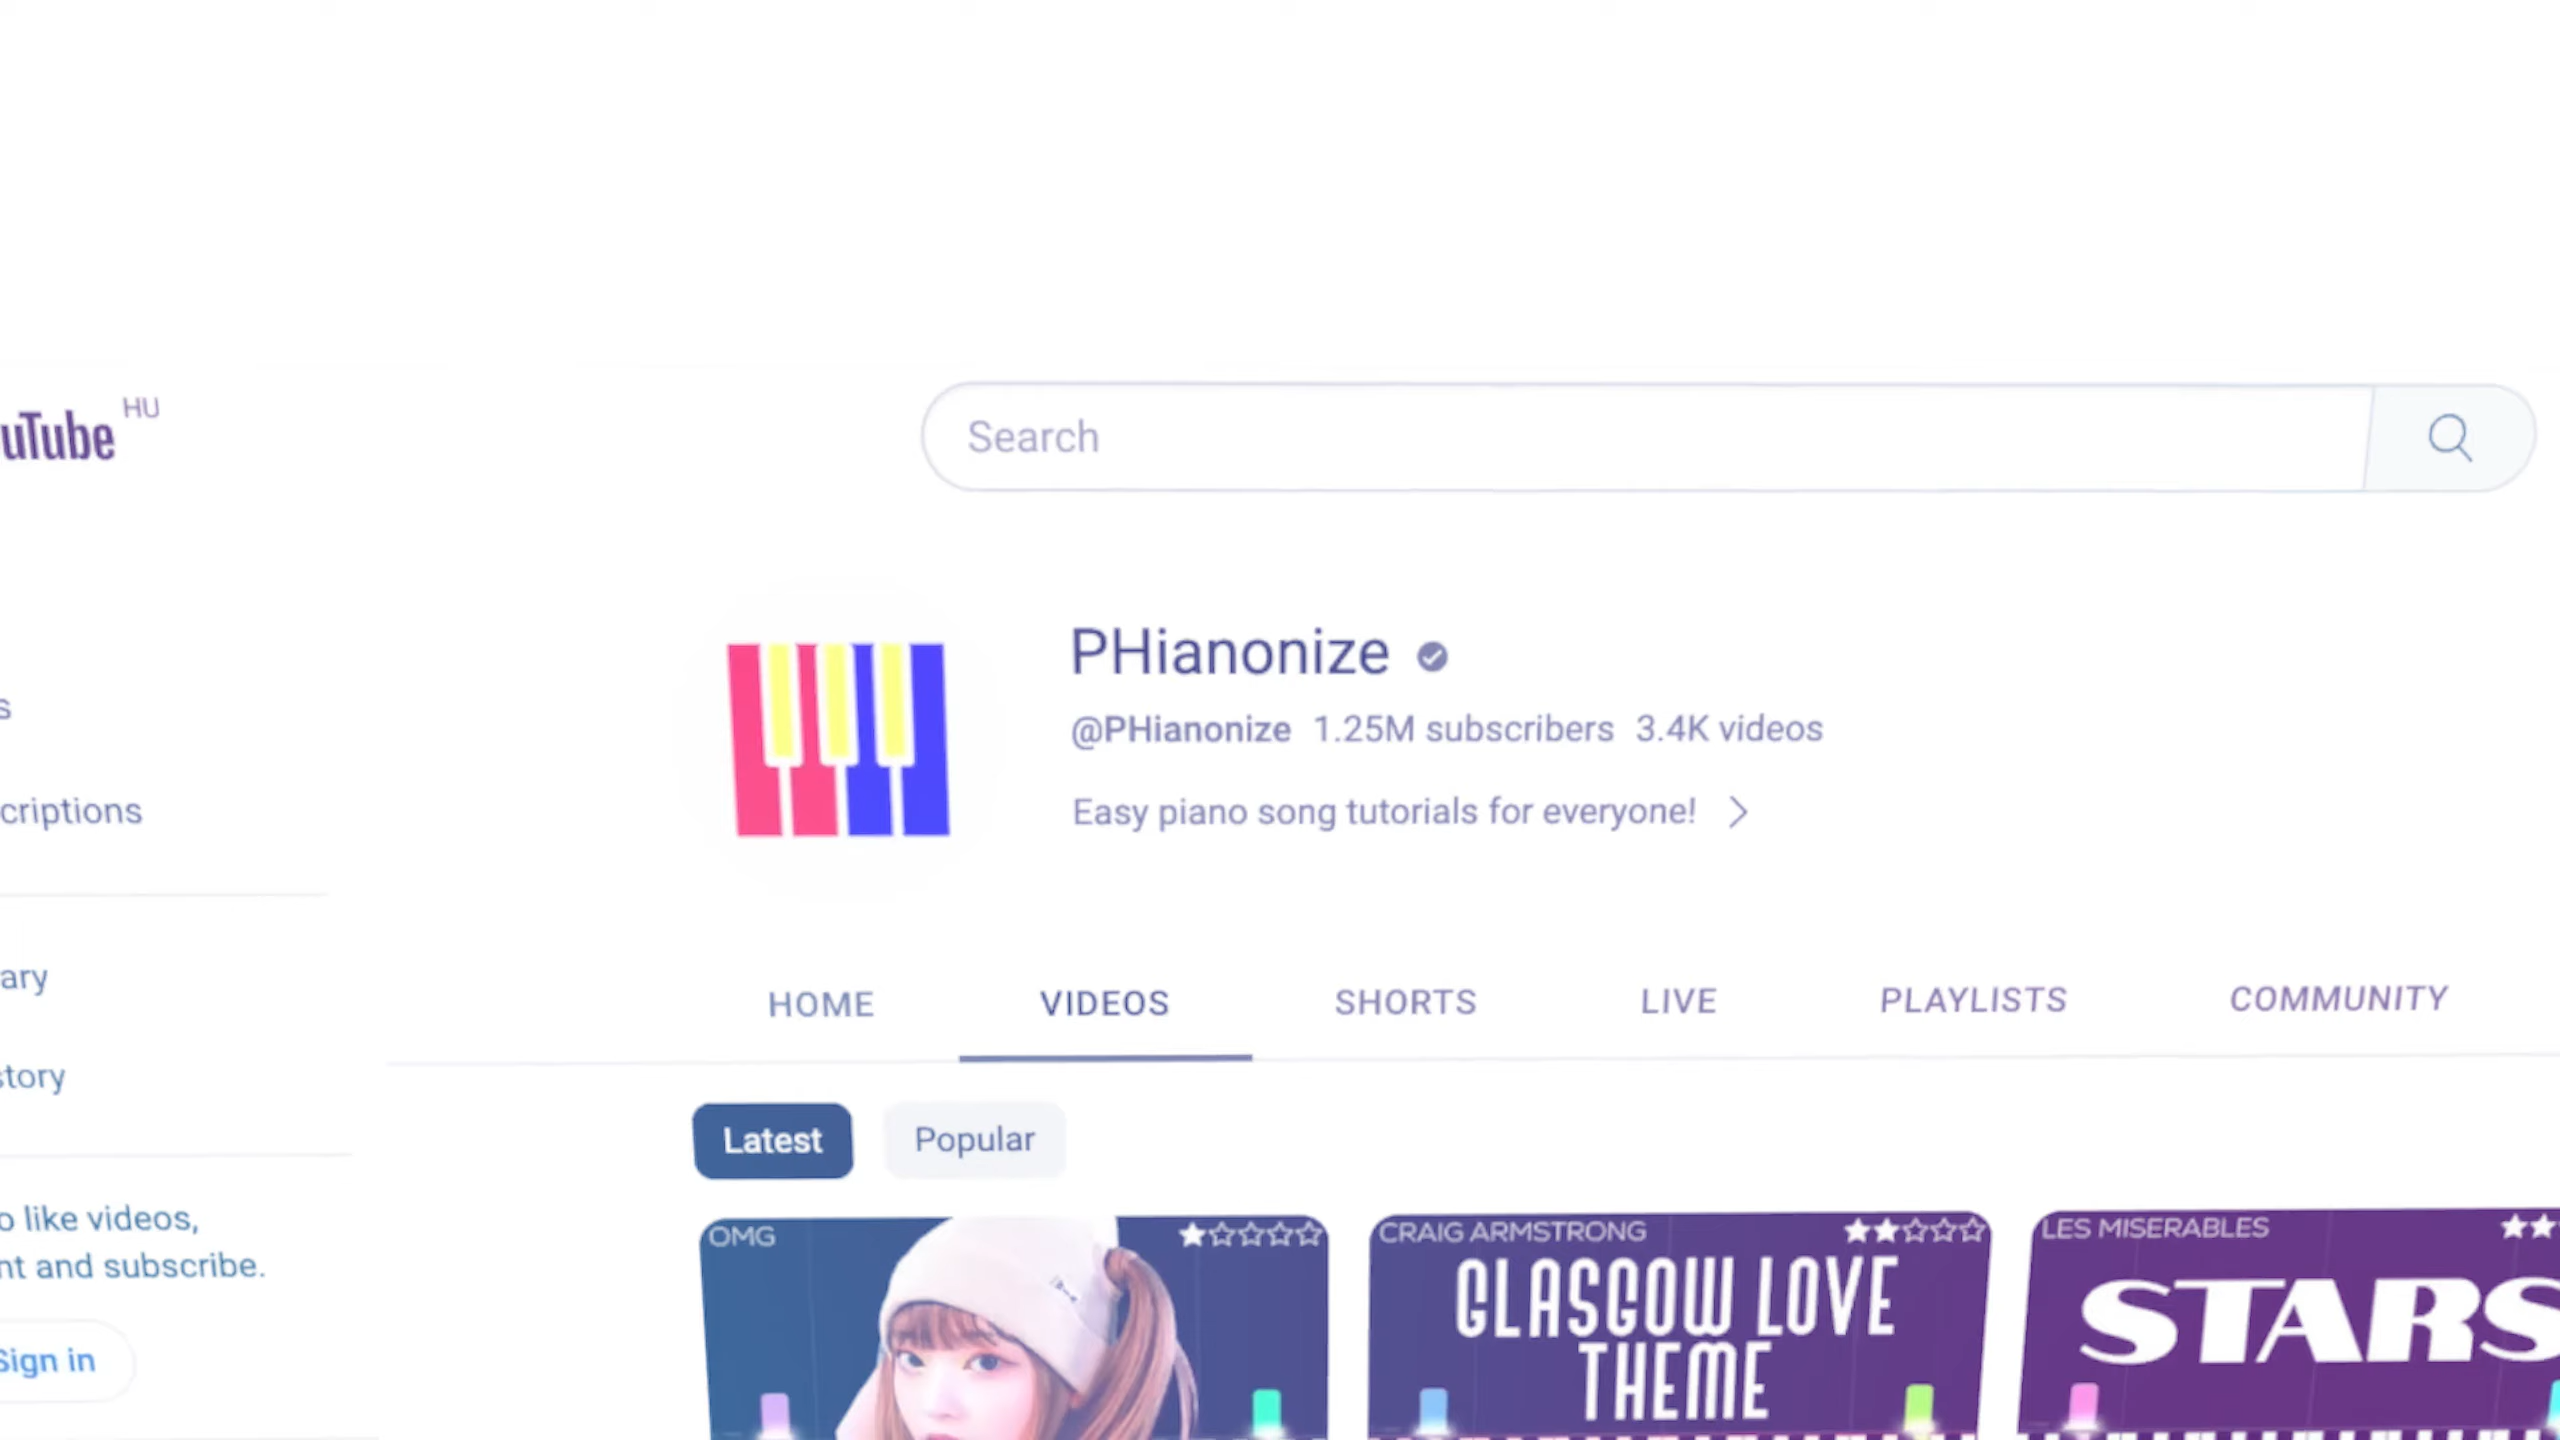 uTube HU
Search
PHianonize
@PHianonize 1.25M subscribers 3.4K videos
Easy piano song tutorials for everyone!
s
criptions
ary
story
HOME VIDEOS SHORTS LIVE PLAYLISTS COMMUNITY
Latest Popular
o like videos,
nt and subscribe.
Sign in
OMG
CRAIG ARMSTRONG
GLASGOW LOVE
THEME
LES MISERABLES
STARS